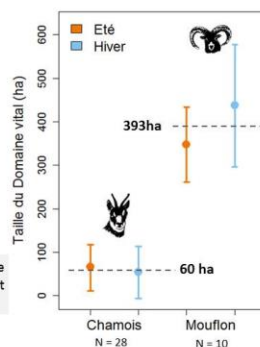 Eté
Hiver
Taille du Domaine vital (ha)
600
500
400
300
200
100
0
393ha
60 ha
e
t
Chamois
Mouflon
N = 28
N = 10